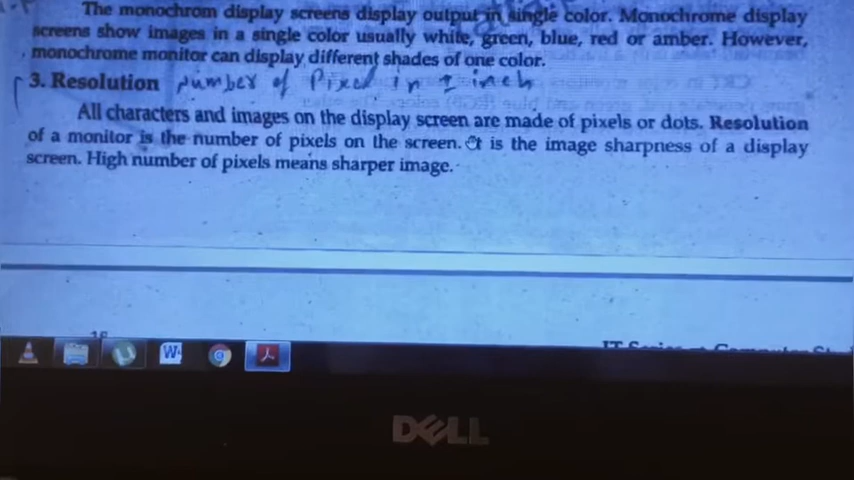 The monochrom display screens display output in single color. Monochrome display
screens show images in a single color usually white, green, blue, red or amber. However,
monochrome monitor can display different shades of one color.
3. Resolution number of Pixel in 1 inch
All characters and images on the display screen are made of pixels or dots. Resolution
of a monitor is the number of pixels on the screen. It is the image sharpness of a display
screen. High number of pixels means sharper image.
IT Series
DELL